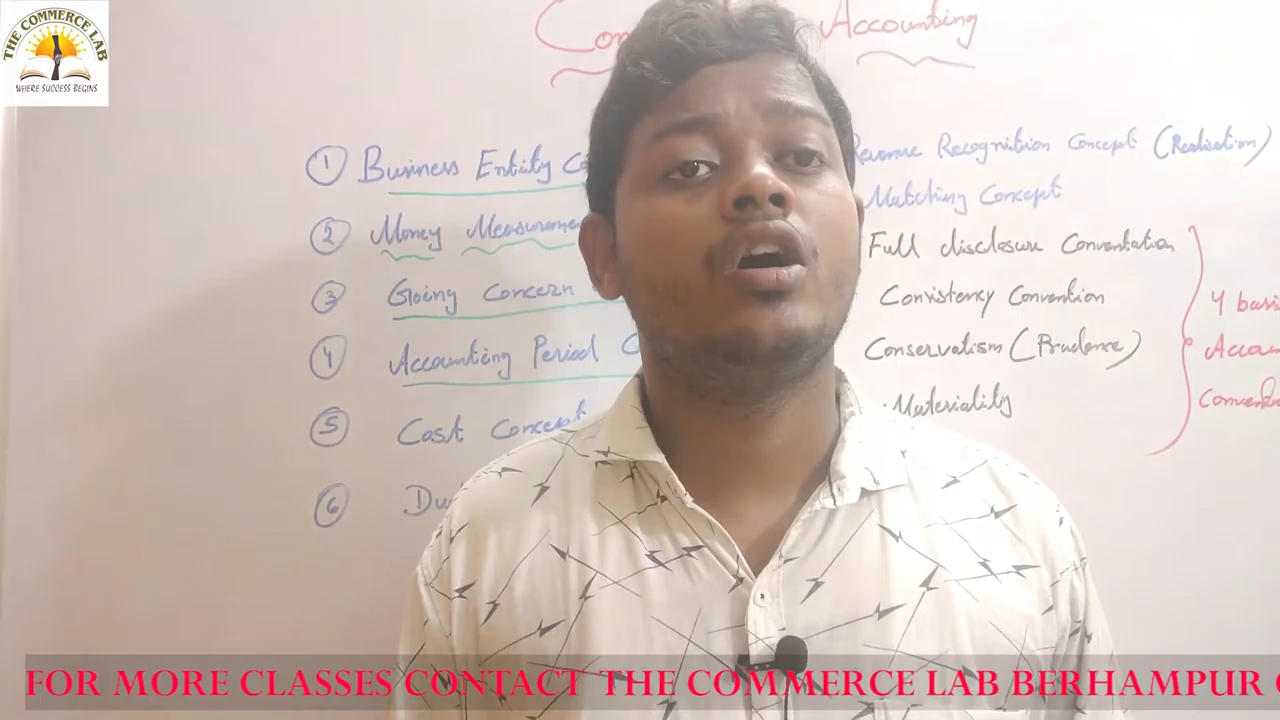 THE COMMERCE LAB
WHERE SUCCESS BEGINS
Accounting
1 Business Entity
2 Money
3 Going Concern
4 Accounting Period
5 Cost Concept
6
Revenue Recognition Concept (Realisation)
Matching Concept
Full disclosure Conventation
Consistency Convention
Conservatism (Prudence)
Materiality
4
FOR MORE CLASSES CONTACT THE COMMERCE LAB BERHAMPUR